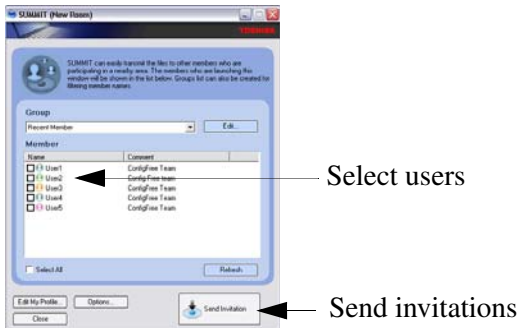 SUMMIT (New Room)
TOSHIBA
SUMMIT can easily transmit the files to other members who are
participating in a nearby area. The members who are launching this
window will be shown in the list below. Groups list can also be created for
filtering member names.
Group
Recent Member
Edit...
Member
Name Comment
User1 ConfigFree Team
User2 Config Free team
User3 ConfigFree Team
User4 ConfigFree Team
User5 ConfigFree Team
Select users
Select All
Refresh
Edit My Profile... Options...
Send Invitation
Send invitations
Close